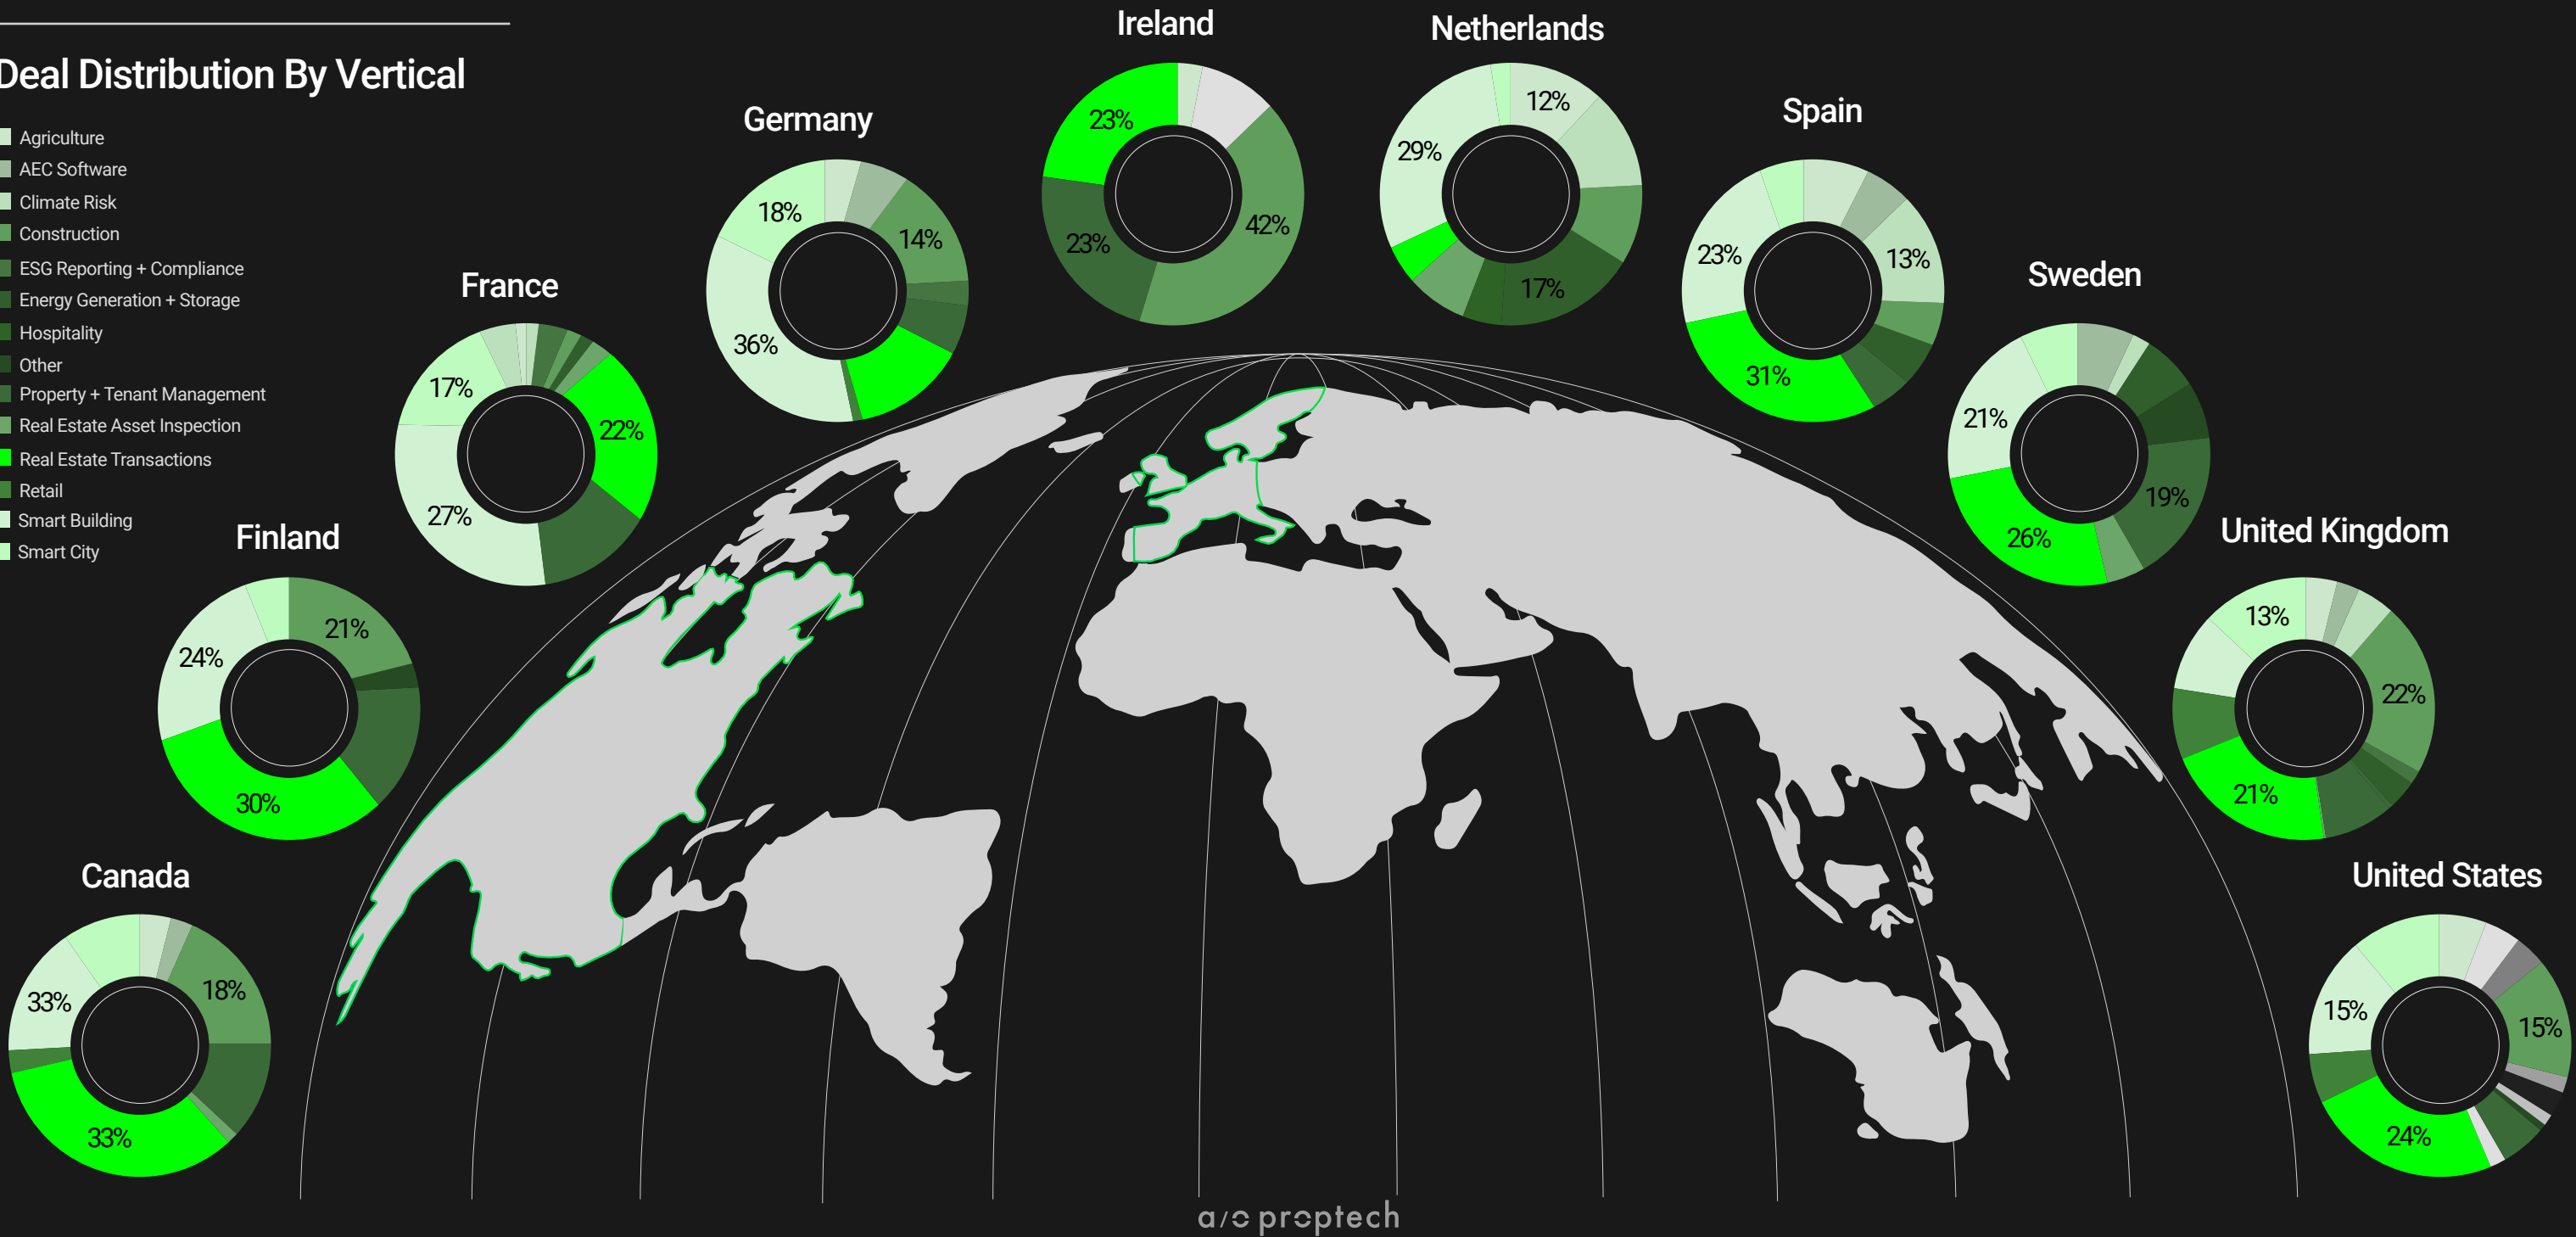 Deal Distribution By Vertical
Agriculture
AEC Software
Climate Risk
Construction
ESG Reporting + Compliance
Energy Generation + Storage
Hospitality
Other
Property + Tenant Management
Real Estate Asset Inspection
Real Estate Transactions
Retail
Smart Building
Smart City
Canada
18%
33%
33%
Finland
21%
24%
30%
France
17%
22%
27%
Germany
18%
14%
36%
Ireland
23%
42%
23%
Netherlands
12%
29%
17%
Spain
23%
13%
31%
Sweden
21%
19%
26%
United Kingdom
13%
22%
21%
United States
15%
15%
24%
a/o proptech